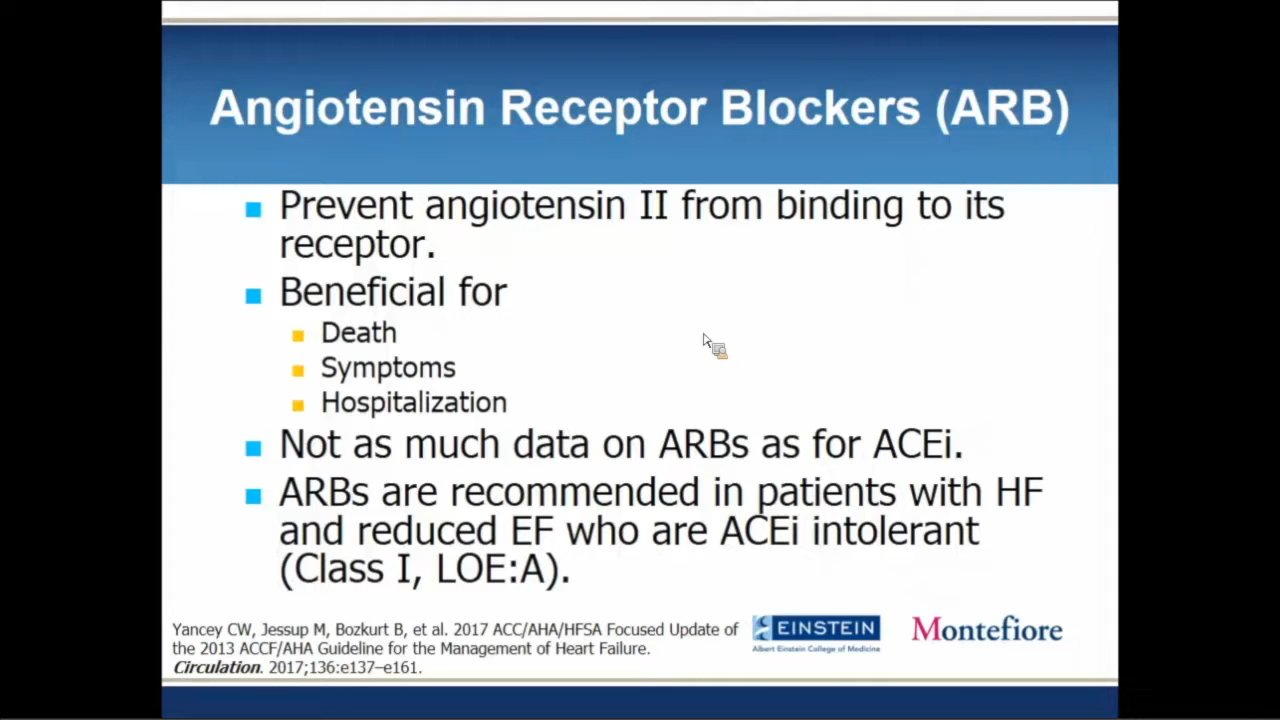 Angiotensin Receptor Blockers (ARB)
Prevent angiotensin II from binding to its
receptor.
Beneficial for
Death
Symptoms
Hospitalization
Not as much data on ARBs as for ACEi.
ARBs are recommended in patients with HF
and reduced EF who are ACEi intolerant
(Class I, LOE:A).
Yancey CW, Jessup M, Bozkurt B, et al. 2017 ACC/AHA/HFSA Focused Update of
the 2013 ACCF/AHA Guideline for the Management of Heart Failure.
Circulation. 2017;136:e137–e161.
EINSTEIN
Albert Einstein College of Medicine
Montefiore